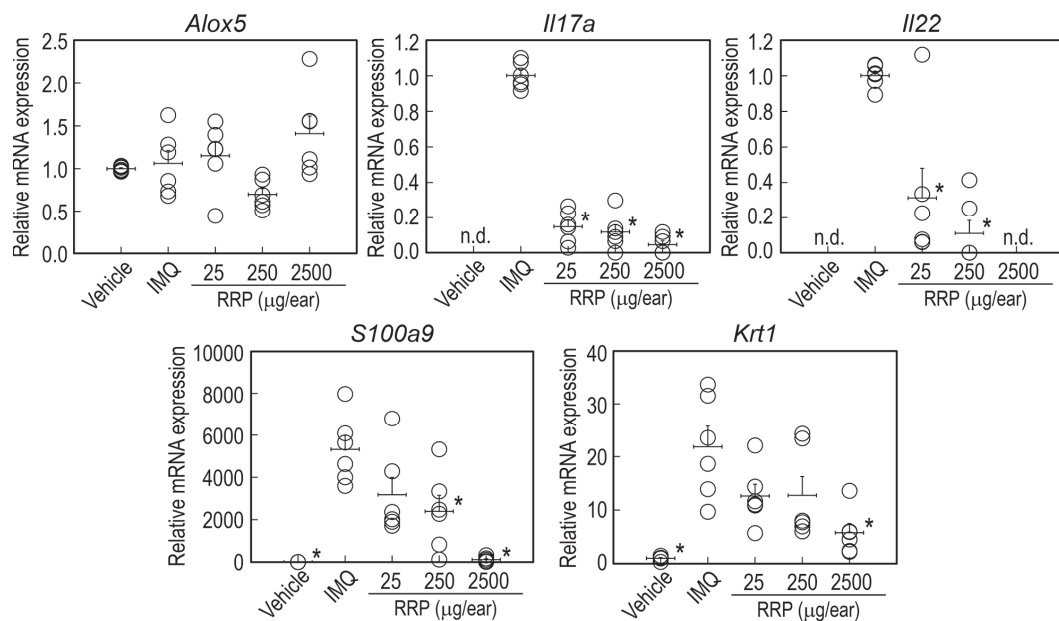 Alox5
Relative mRNA expression
2.5
2.0
1.5
1.0
0.5
0.0
Vehicle
IMQ
25
250
2500
RRP (μg/ear)
Il17a
Relative mRNA expression
1.2
1.0
0.8
0.6
0.4
0.2
0.0
n.d.
*
*
*
Vehicle
IMQ
25
250
2500
RRP (μg/ear)
Il22
Relative mRNA expression
1.2
1.0
0.8
0.6
0.4
0.2
0.0
n.d.
*
*
n.d.
Vehicle
IMQ
25
250
2500
RRP (μg/ear)
S100a9
Relative mRNA expression
10000
8000
6000
4000
2000
0
*
*
*
Vehicle
IMQ
25
250
2500
RRP (μg/ear)
Krt1
Relative mRNA expression
40
30
20
10
0
*
*
Vehicle
IMQ
25
250
2500
RRP (μg/ear)